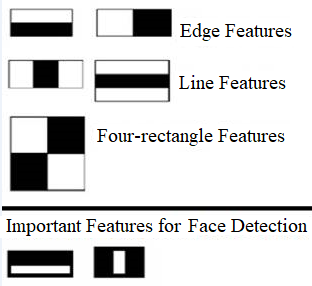 Edge Features
Line Features
Four-rectangle Features
Important Features for Face Detection